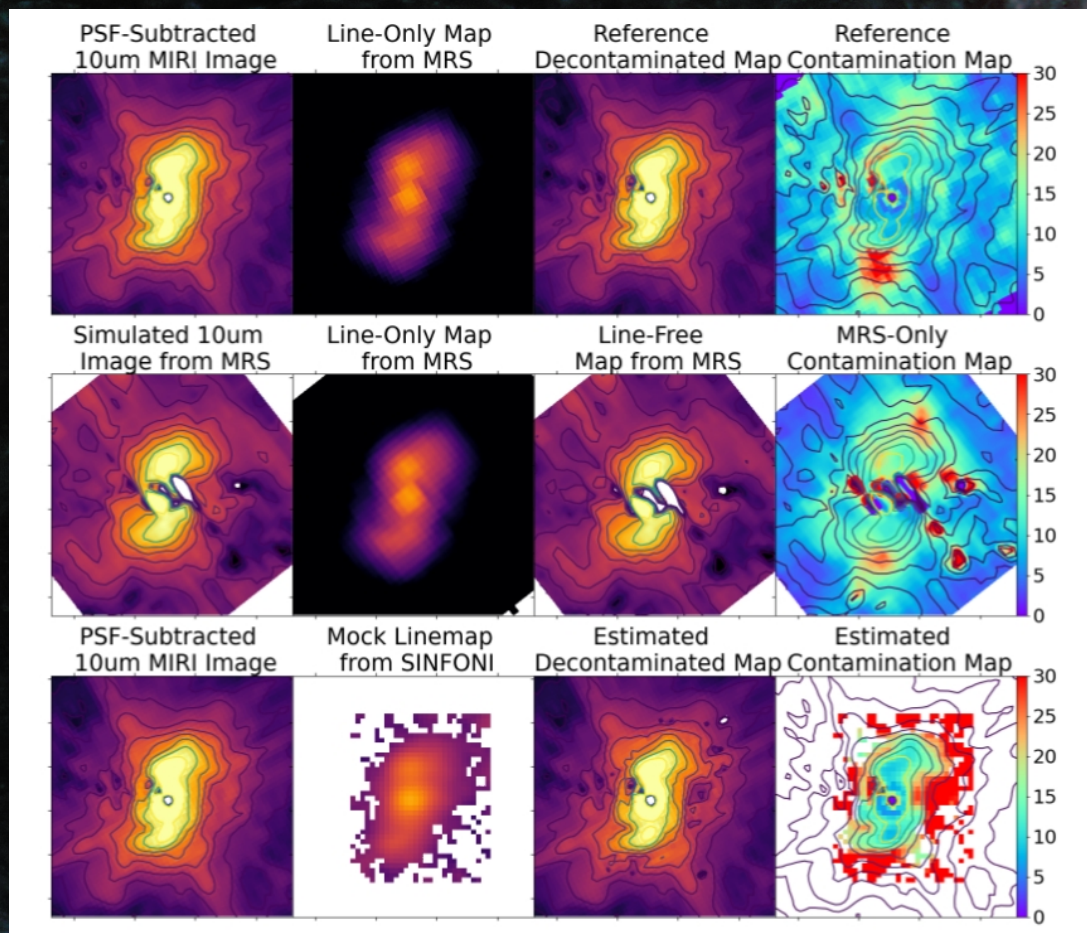 PSF-Subtracted
10um MIRI Image
Line-Only Map
from MRS
Reference
Decontaminated Map
Reference
Contamination Map
30
25
20
15
10
5
0
Simulated 10um
Image from MRS
Line-Only Map
from MRS
Line-Free
Map from MRS
MRS-Only
Contamination Map
30
25
20
15
10
5
0
PSF-Subtracted
10um MIRI Image
Mock Linemap
from SINFONI
Estimated
Decontaminated Map
Estimated
Contamination Map
30
25
20
15
10
5
0